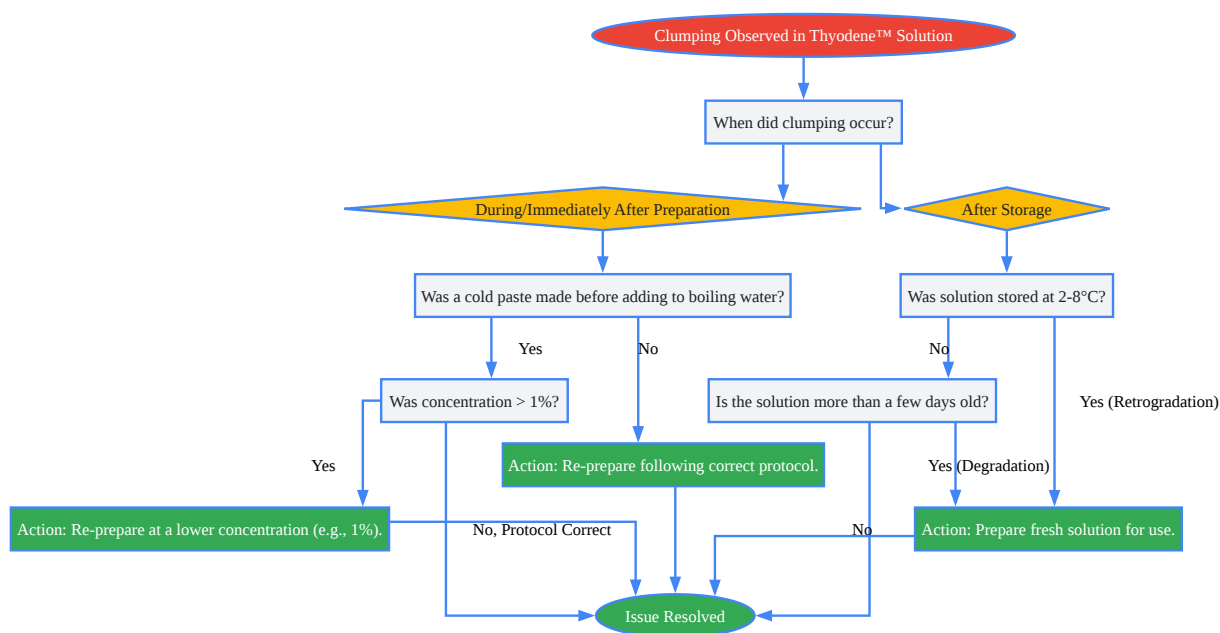 Clumping Observed in Thyodene™ Solution
When did clumping occur?
During/Immediately After Preparation
After Storage
Was a cold paste made before adding to boiling water?
Was solution stored at 2-8°C?
Yes
No
No
Was concentration > 1%?
Is the solution more than a few days old?
Yes (Retrogradation)
Yes
Action: Re-prepare following correct protocol.
Yes (Degradation)
Action: Re-prepare at a lower concentration (e.g., 1%).
No, Protocol Correct
No
Action: Prepare fresh solution for use.
Issue Resolved